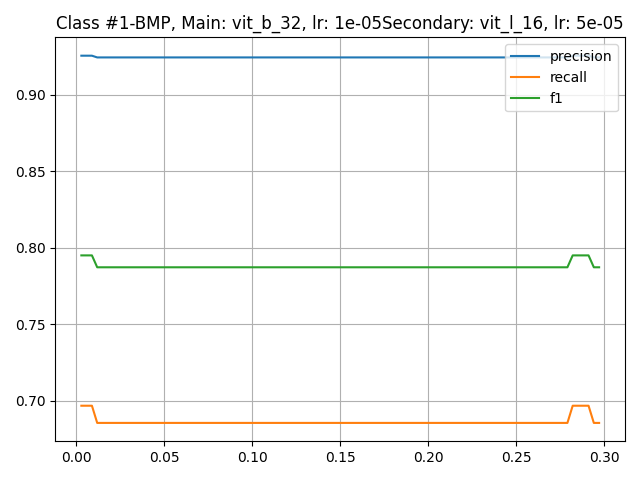 Class #1-BMP, Main: vit_b_32, lr: 1e-05Secondary: vit_l_16, lr: 5e-05
precision
recall
f1
0.90
0.85
0.80
0.75
0.70
0.00 0.05 0.10 0.15 0.20 0.25 0.30